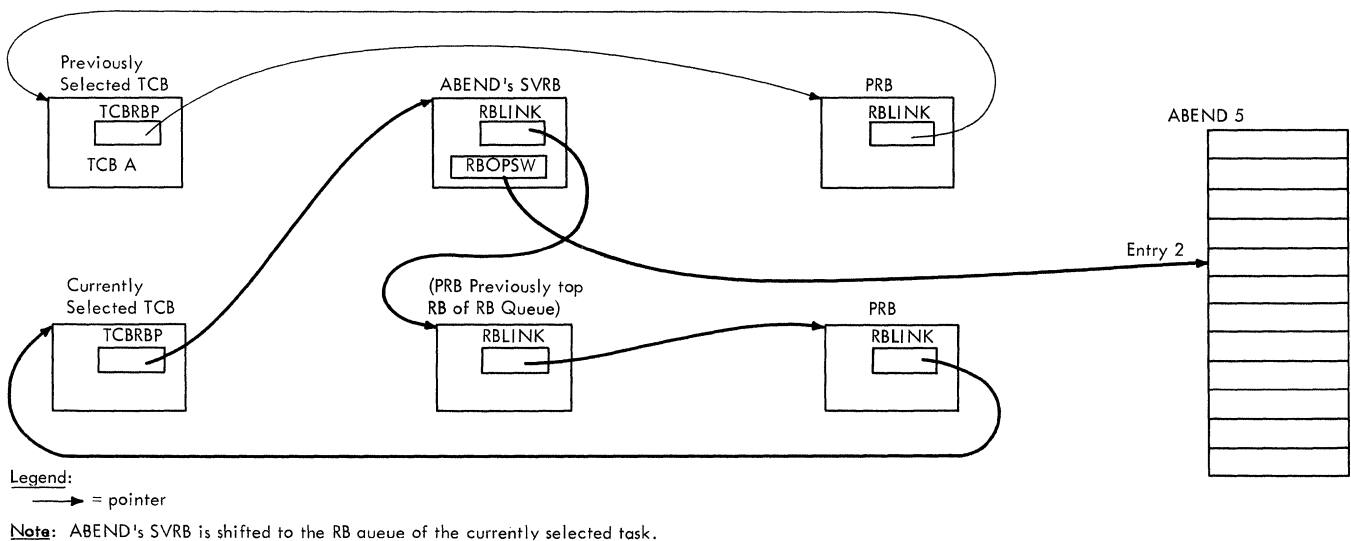 Previously
Selected TCB
TCBRBP
TCB A
ABEND's SVRB
RBLINK
RBOPSW
PRB
RBLINK
ABEND 5
Entry 2
Currently
Selected TCB
TCBRBP
(PRB Previously top
RB of RB Queue)
RBLINK
PRB
RBLINK
Legend:
= pointer
Note: ABEND's SVRB is shifted to the RB queue of the currently selected task.